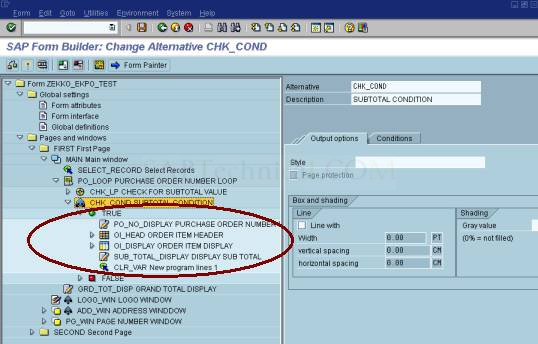 Form Edit Goto Utilities Environment System Help
SAP Form Builder: Change Alternative CHK_COND
Form Painter
Form ZEKKO_EKPO_TEST
Global settings
Form attributes
Form interface
Global definitions
Pages and windows
FIRST First Page
MAIN Main window
SELECT_RECORD Select Records
PO_LOOP PURCHASE ORDER NUMBER LOOP
CHK_LP CHECK FOR SUBTOTAL VALUE
CHK_COND SUBTOTAL CONDITION
TRUE
PO_NO_DISPLAY PURCHASE ORDER NUMBER
OI_HEAD ORDER ITEM HEADER
OI_DISPLAY ORDER ITEM DISPLAY
SUB_TOTAL_DISPLAY DISPLAY SUB TOTAL
CLR_VAR New program lines 1
FALSE
GRD_TOT_DISP GRAND TOTAL DISPLAY
LOGO_WIN LOGO WINDOW
ADD_WIN ADDRESS WINDDOW
PG_WIN PAGE NUMBER WINDOW
SECOND Second Page
Alternative CHK_COND
Description SUBTOTAL CONDITION
Output options Conditions
Style
Page protection
Box and shading
Line Shading
Line with Gray value
Width 0.00 PT (0% = not filled)
vertical spacing 0.00 CM
horizontal spacing 0.00 CM